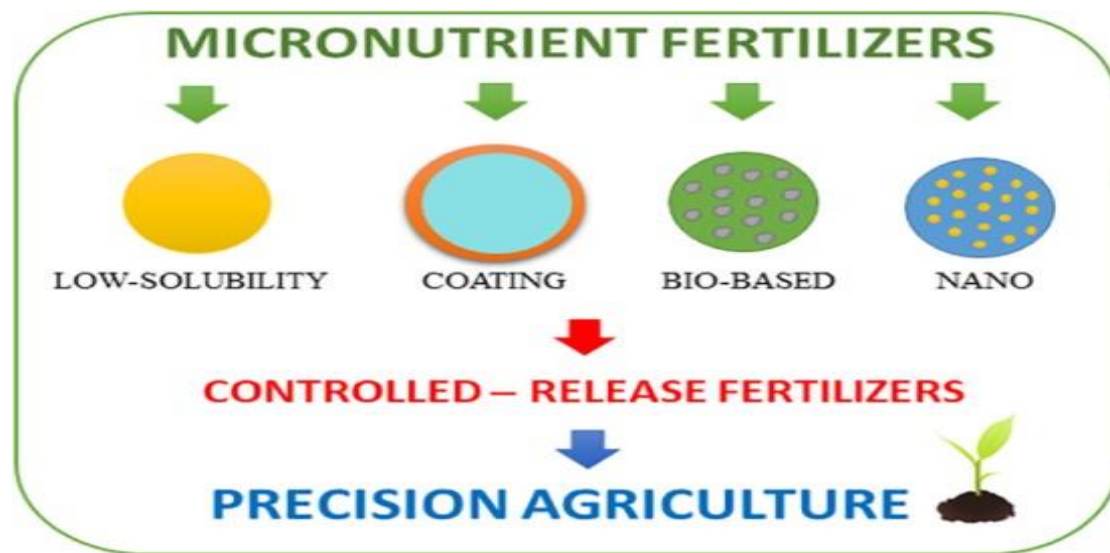 MICRONUTRIENT FERTILIZERS
LOW-SOLUBILITY COATING BIO-BASED NANO
CONTROLLED – RELEASE FERTILIZERS
PRECISION AGRICULTURE